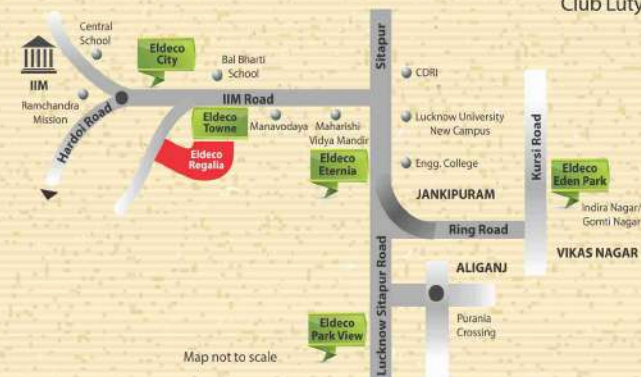 Club Luty
Central
School
Eldeco
City
Bal Bharti
School
IIM
Ramchandra
Mission
Hardoi Road
IIM Road
Eldeco
Towne
Manavodaya
Maharishi
Vidya Mandir
Eldeco
Regalia
Eldeco
Eternia
Sitapur
CDRI
Lucknow University
New Campus
Engg. College
JANKIPURAM
Kursi Road
Eldeco
Eden Park
Indira Nagar/
Gomti Nagar
Ring Road
VIKAS NAGAR
ALIGANJ
Lucknow Sitapur Road
Purania
Crossing
Eldeco
Park View
Map not to scale